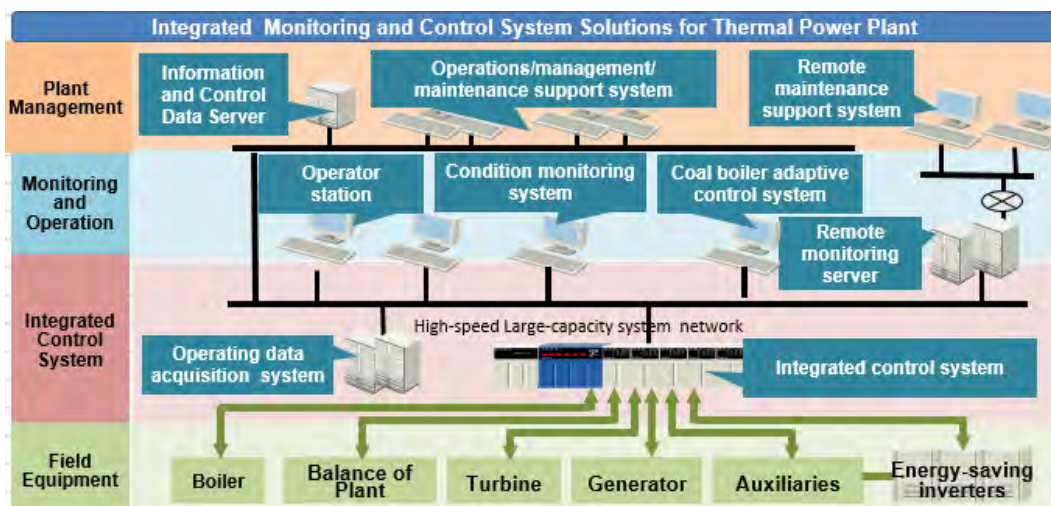 Integrated Monitoring and Control System Solutions for Thermal Power Plant
Plant
Management
Information
and Control
Data Server
Operations/management/
maintenance support system
Remote
maintenance
support system
Monitoring
and
Operation
Operator
station
Condition monitoring
system
Coal boiler adaptive
control system
Remote
monitoring
server
Integrated
Control
System
High-speed Large-capacity system network
Operating data
acquisition system
Integrated control system
Field
Equipment
Boiler
Balance of
Plant
Turbine
Generator
Auxiliaries
Energy-saving
inverters